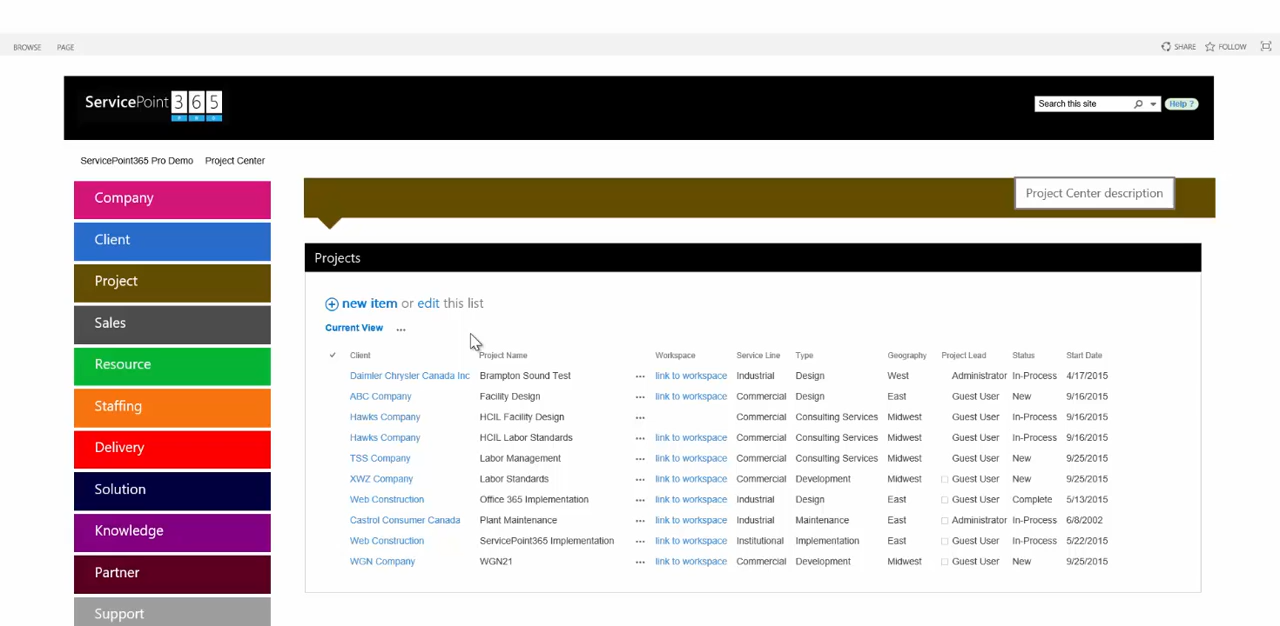 BROWSE PAGE SHARE FOLLOW
ServicePoint 365
Search this site Help ?
ServicePoint365 Pro Demo Project Center
Company
Client
Project
Sales
Resource
Staffing
Delivery
Solution
Knowledge
Partner
Support
Project Center description
Projects
new item or edit this list
Current View ...
Client Project Name Workspace Service Line Type Geography Project Lead Status Start Date
Daimler Chrysler Canada Inc Brampton Sound Test ... link to workspace Industrial Design West Administrator In-Process 4/17/2015
ABC Company Facility Design ... link to workspace Commercial Design East Guest User New 9/16/2015
Hawks Company HCIL Facility Design ... Commercial Consulting Services Midwest Guest User In-Process 9/16/2015
Hawks Company HCIL Labor Standards ... link to workspace Commercial Consulting Services Midwest Guest User In-Process 9/16/2015
TSS Company Labor Management ... link to workspace Commercial Consulting Services Midwest Guest User New 9/25/2015
XWZ Company Labor Standards ... link to workspace Commercial Development Midwest Guest User New 9/25/2015
Web Construction Office 365 Implementation ... link to workspace Industrial Design East Guest User Complete 5/13/2015
Castrol Consumer Canada Plant Maintenance ... link to workspace Industrial Maintenance East Administrator In-Process 6/8/2002
Web Construction ServicePoint365 Implementation ... link to workspace Institutional Implementation East Guest User In-Process 5/22/2015
WGN Company WGN21 ... link to workspace Commercial Development Midwest Guest User New 9/25/2015